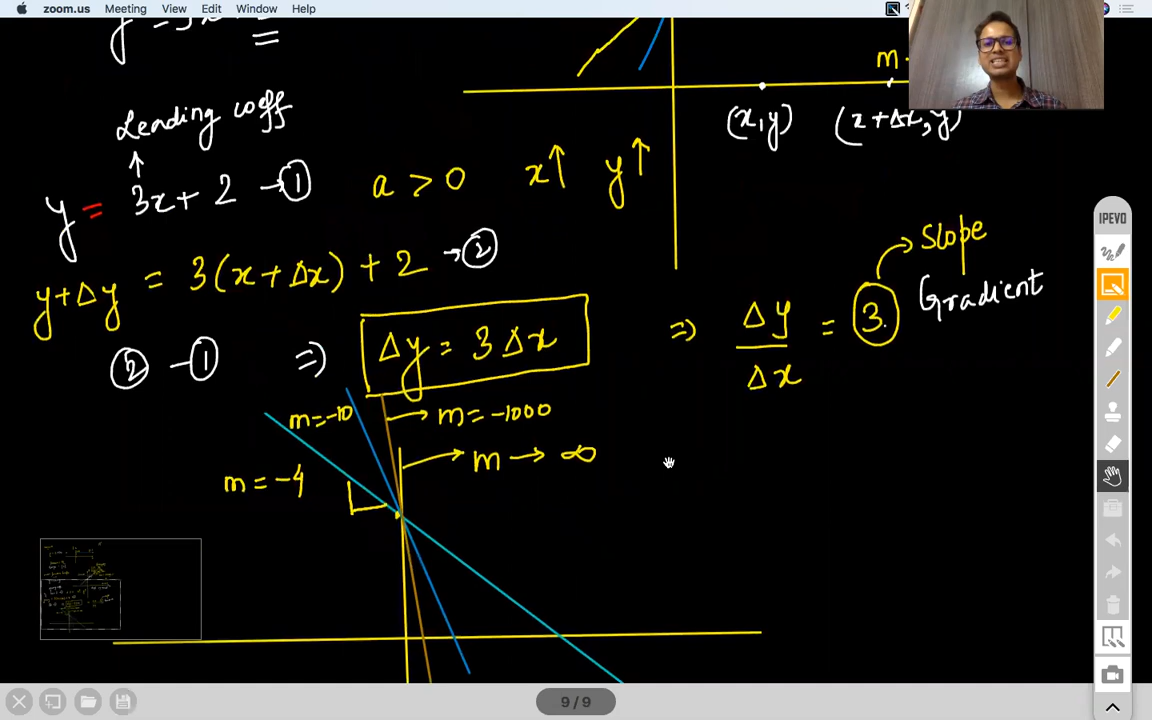 zoom.us Meeting View Edit Window Help
Leading coeff
m
(x,y) (x+Δx,y)
y = 3x+2 →①
a > 0 x↑ y↑
y+Δy = 3(x+Δx)+2 →②
Slope
Gradient
②-① ⇒ Δy = 3Δx ⇒ Δy/Δx = 3.
m=-10
m=-1000
m → ∞
m=-4
IPEVO
9/9